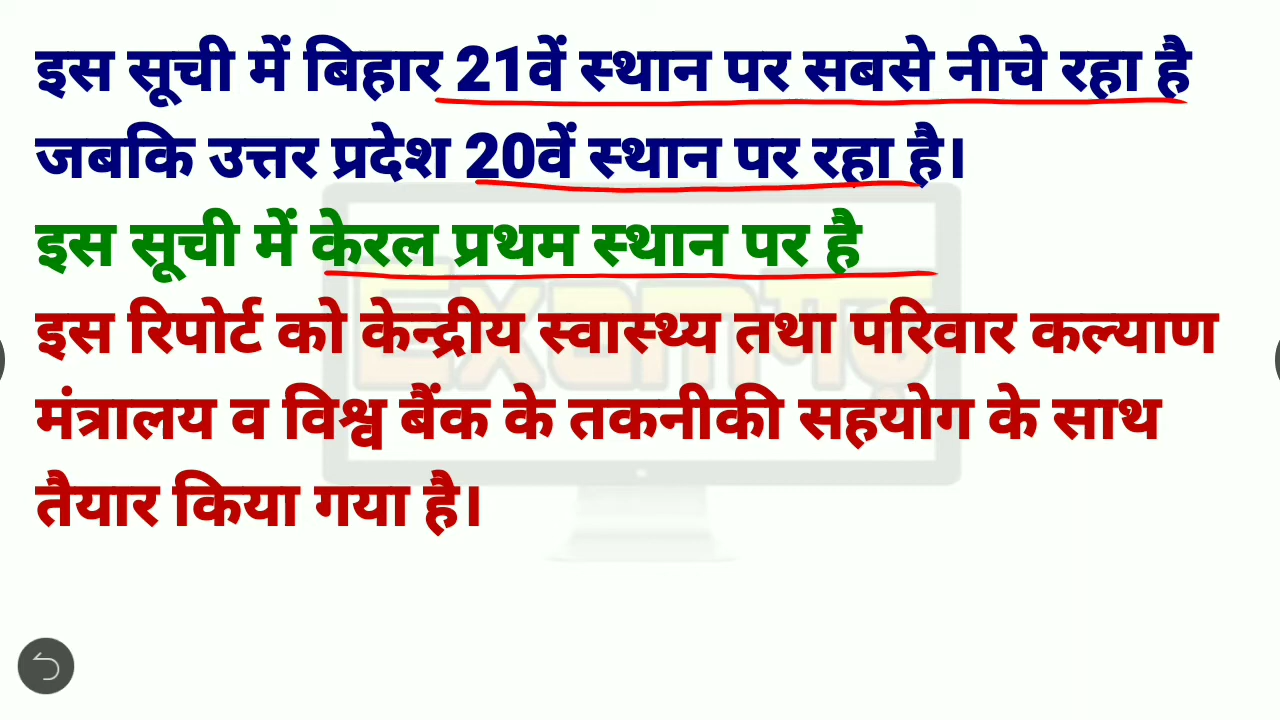 इस सूची में बिहार 21वें स्थान पर सबसे नीचे रहा है
जबकि उत्तर प्रदेश 20वें स्थान पर रहा है।
इस सूची में केरल प्रथम स्थान पर है
इस रिपोर्ट को केन्द्रीय स्वास्थ्य तथा परिवार कल्याण
मंत्रालय व विश्व बैंक के तकनीकी सहयोग के साथ
तैयार किया गया है।
Examगुरु